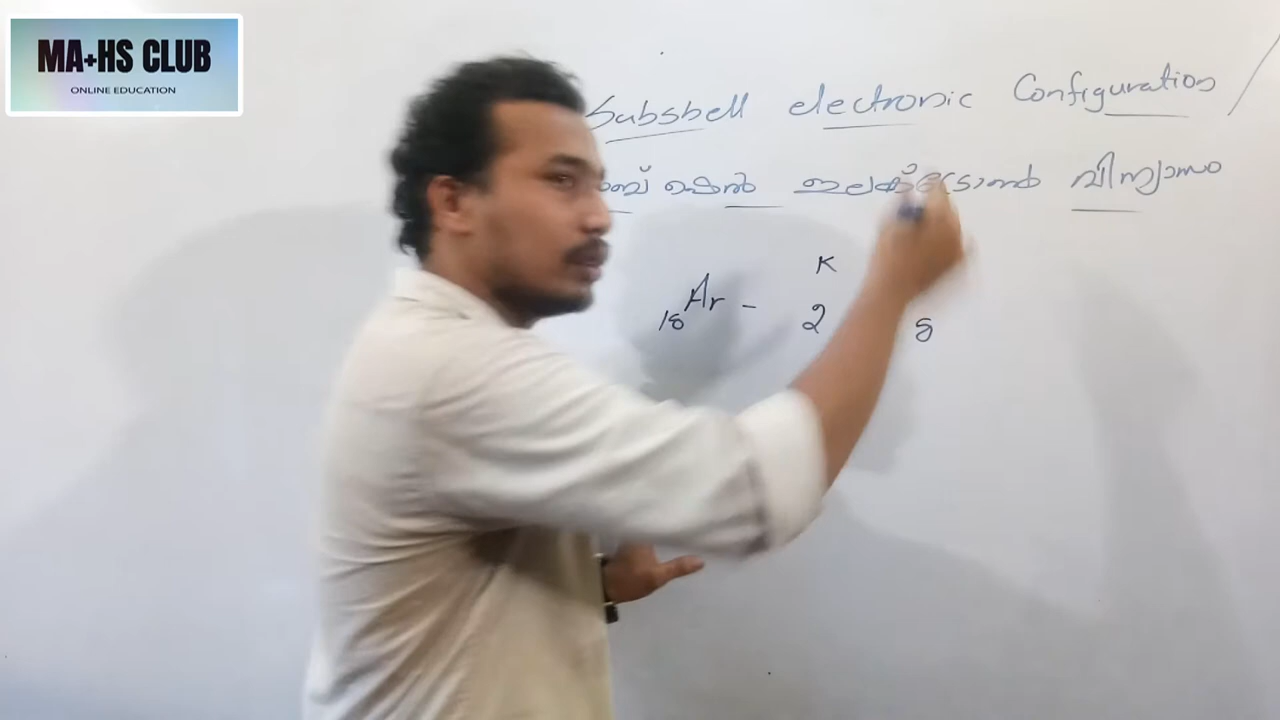 MA+HS CLUB
ONLINE EDUCATION
Subshell electronic Configuration
ഷെൽ ഇലക്ട്രോൺ വിന്യാസം
K
18Ar - 2 8